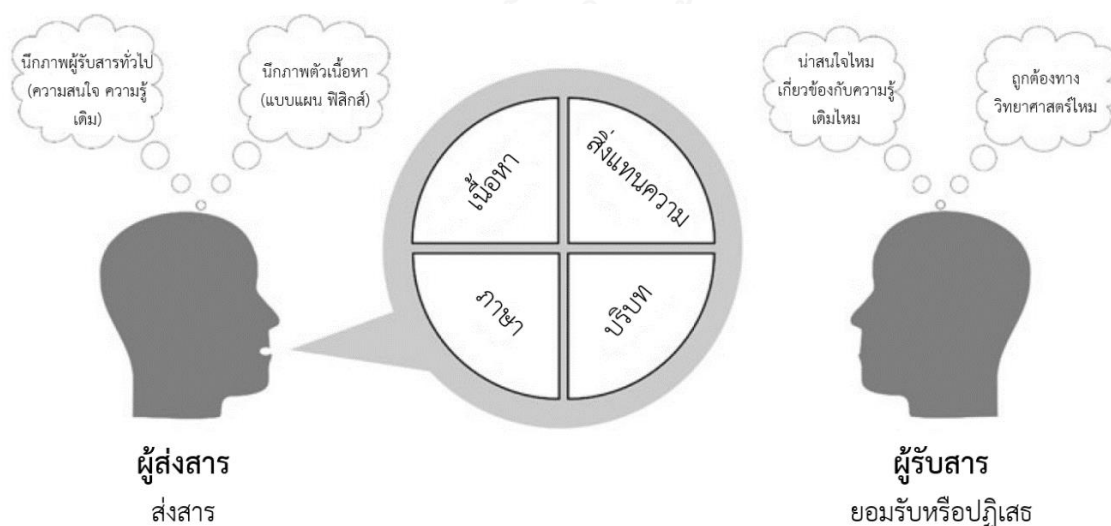 นึกภาพผู้รับสารทั่วไป
(ความสนใจ ความรู้
เดิม)
นึกภาพตัวเนื้อหา
(แบบแผน ฟิสิกส์)
น่าสนใจไหม
เกี่ยวข้องกับความรู้
เดิมไหม
ถูกต้องทาง
วิทยาศาสตร์ไหม
เนื้อหา
สิ่งแทนความ
ภาษา
บริบท
ผู้ส่งสาร
ส่งสาร
ผู้รับสาร
ยอมรับหรือปฏิเสธ